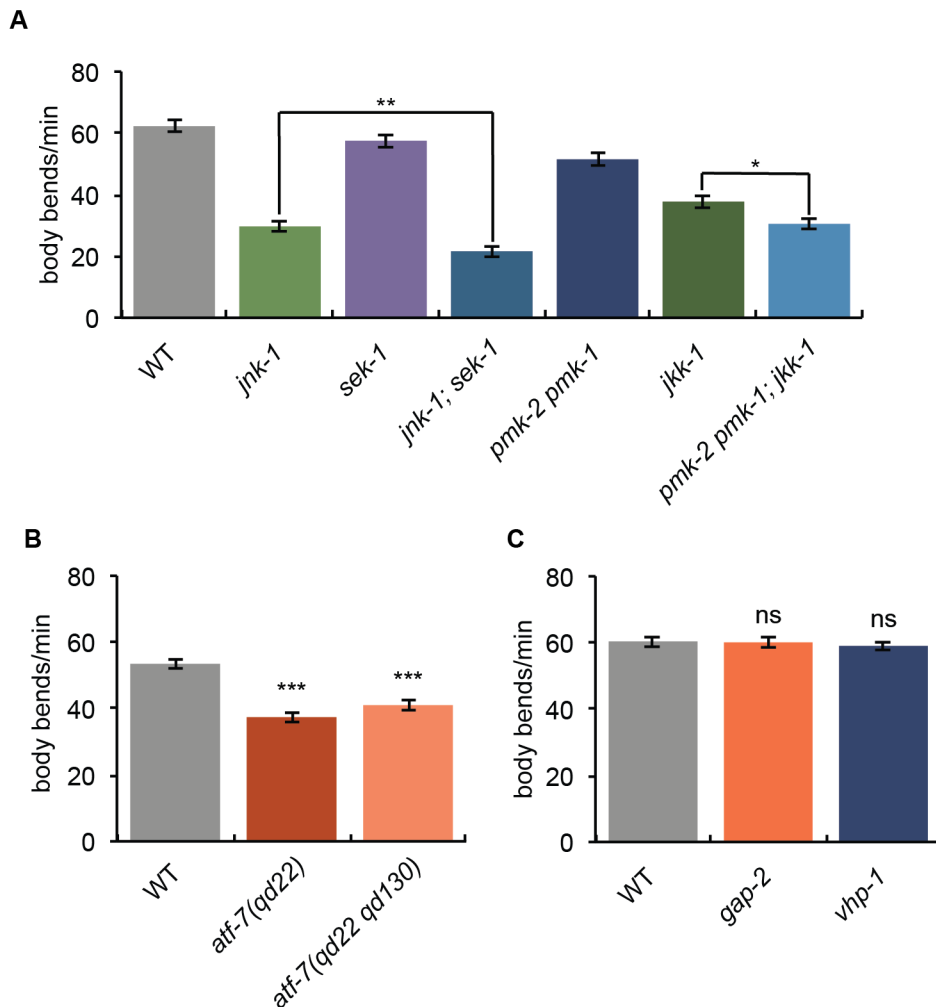 A
body bends/min
80
60
40
20
0
**
*
WT
jnk-1
sek-1
jnk-1; sek-1
pmk-2 pmk-1
jkk-1
pmk-2 pmk-1; jkk-1
B
body bends/min
80
60
40
20
0
***
***
WT
atf-7(qd22)
atf-7(qd22 qd130)
C
body bends/min
80
60
40
20
0
ns
ns
WT
gap-2
vhp-1